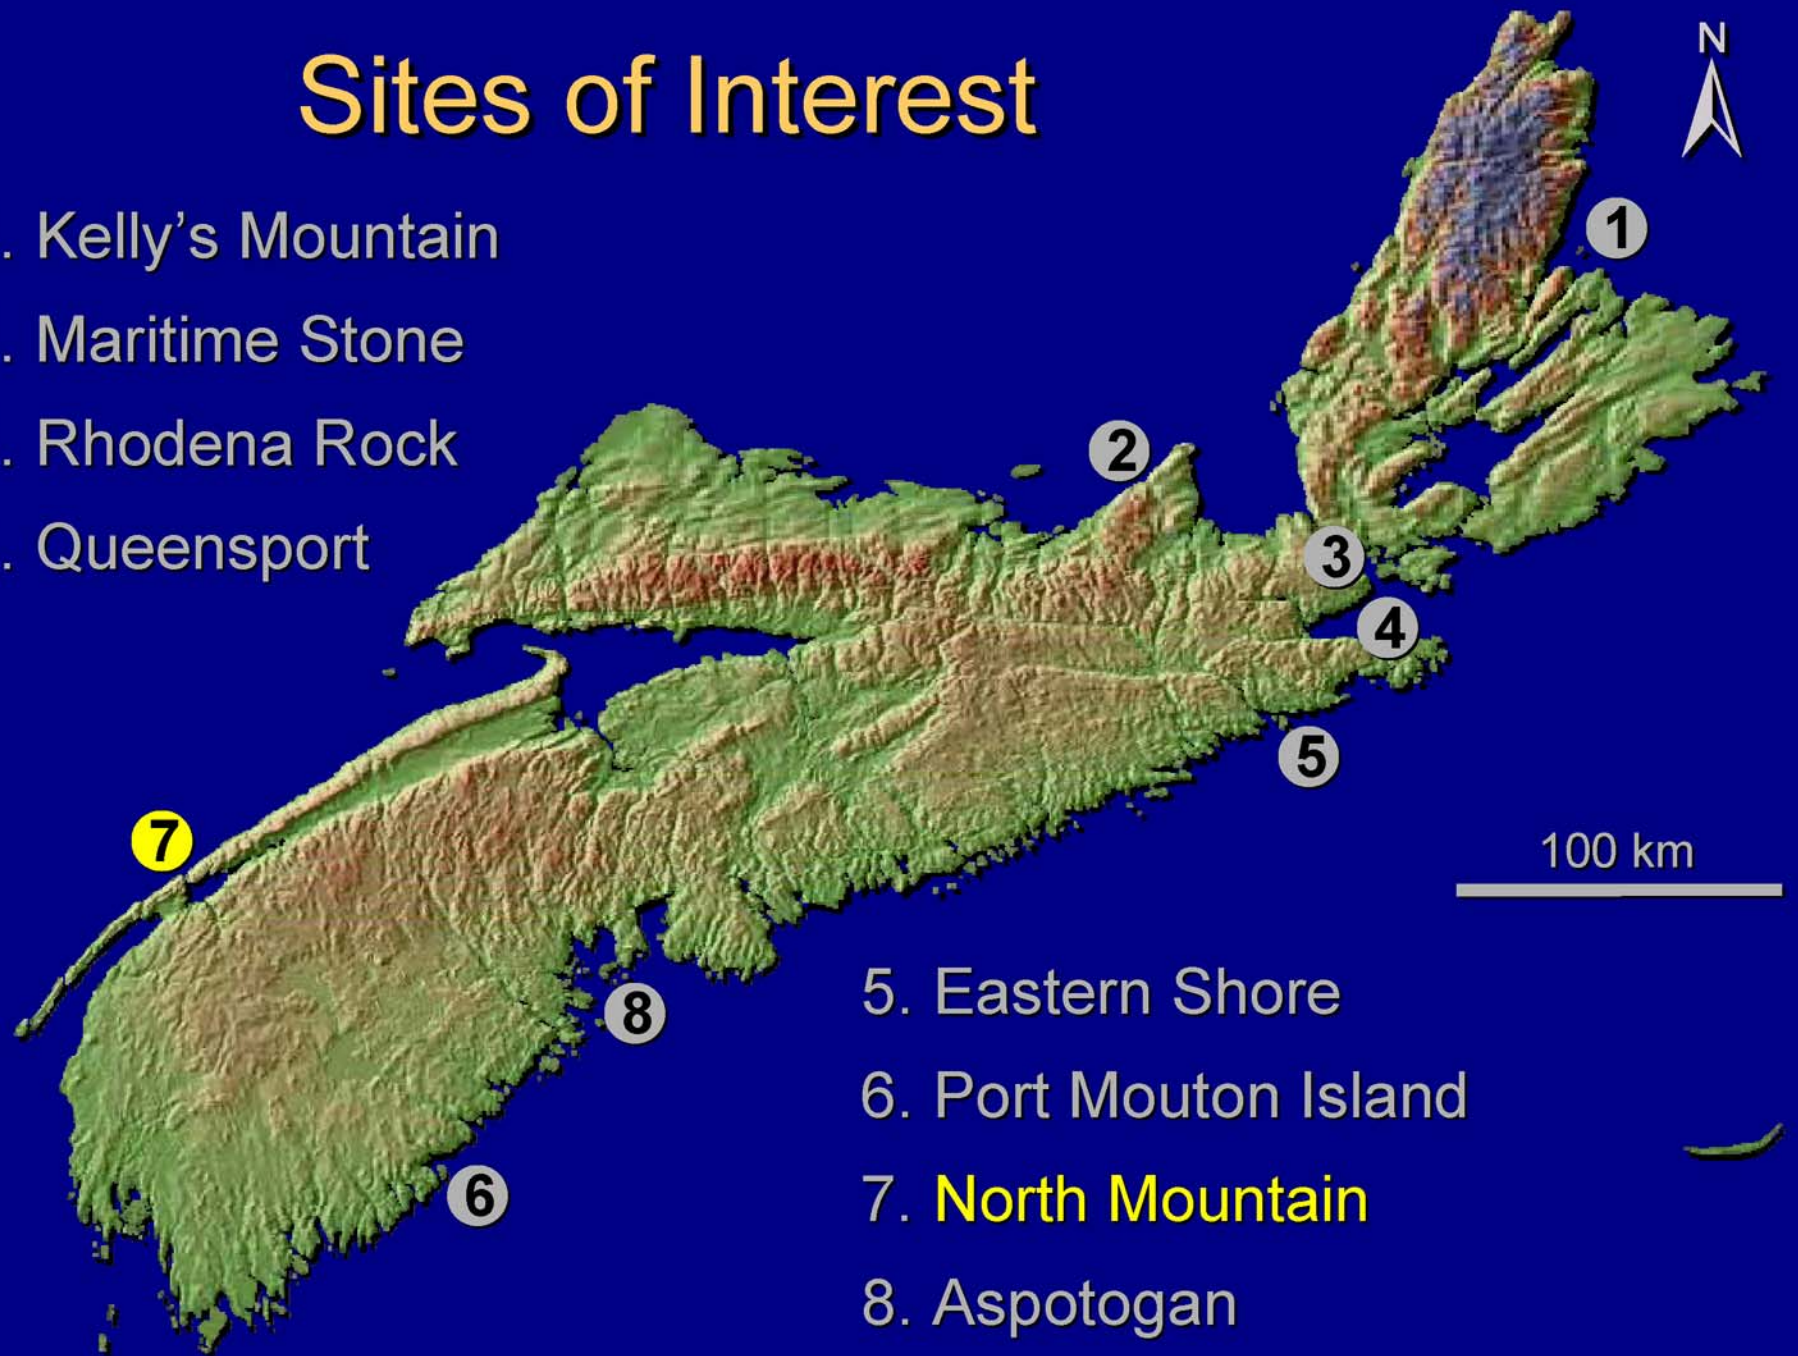 Sites of Interest
N
. Kelly's Mountain
. Maritime Stone
. Rhodena Rock
. Queensport
1
2
3
4
5
7
100 km
8
6
5. Eastern Shore
6. Port Mouton Island
7. North Mountain
8. Aspotogan